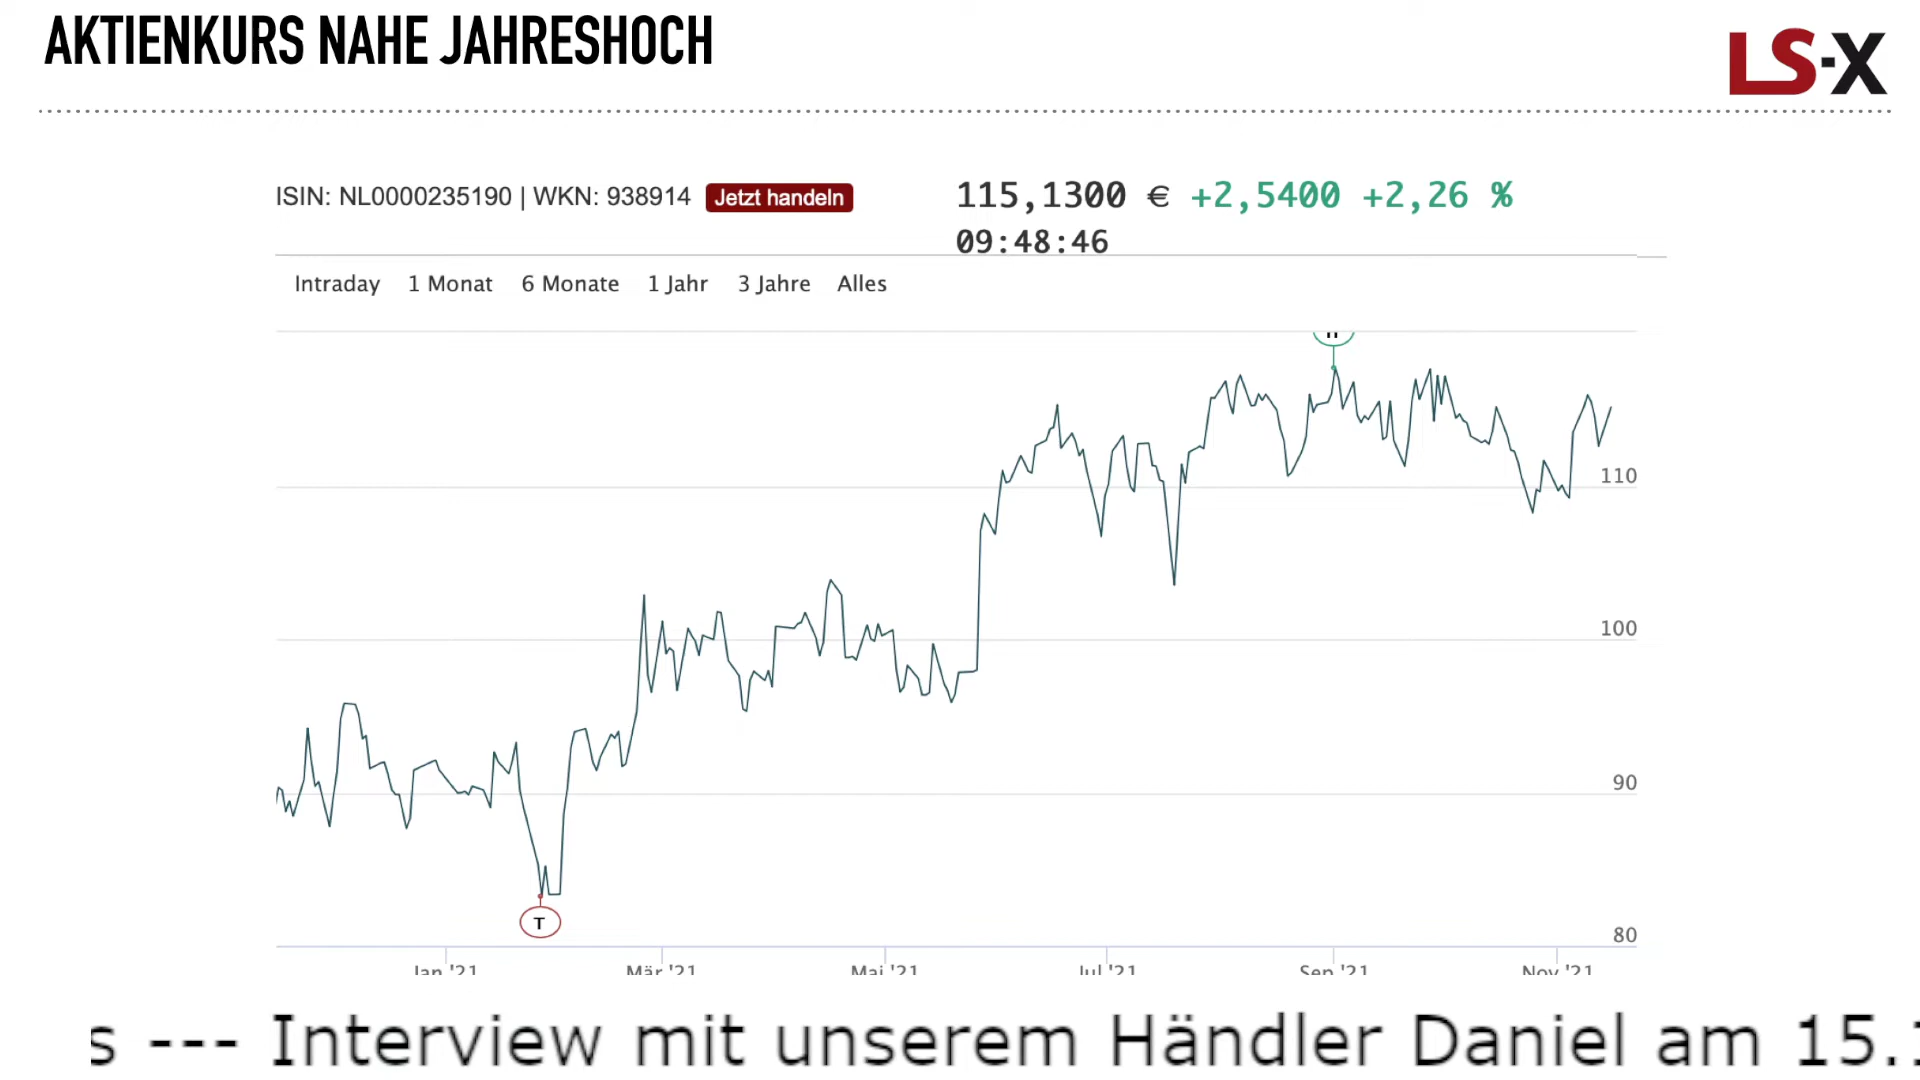 AKTIENKURS NAHE JAHRESHOCH
LS-X
ISIN: NL0000235190 | WKN: 938914 Jetzt handeln
115,1300 € +2,5400 +2,26 %
09:48:46
Intraday 1 Monat 6 Monate 1 Jahr 3 Jahre Alles
110
100
90
T
80
Jan '21 Mär '21 Mai '21 Jul '21 Sep '21 Nov '21
s --- Interview mit unserem Händler Daniel am 15.